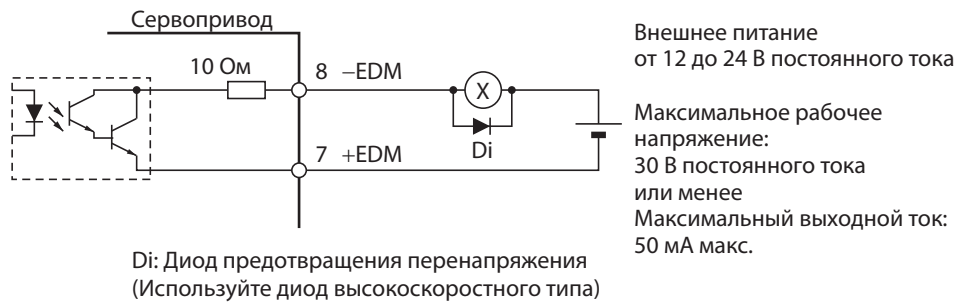 Сервопривод
10 Ом
8 –EDM
X
Di
7 +EDM
Внешнее питание
от 12 до 24 В постоянного тока
Максимальное рабочее
напряжение:
30 В постоянного тока
или менее
Максимальный выходной ток:
50 мА макс.
Di: Диод предотвращения перенапряжения
(Используйте диод высокоскоростного типа)